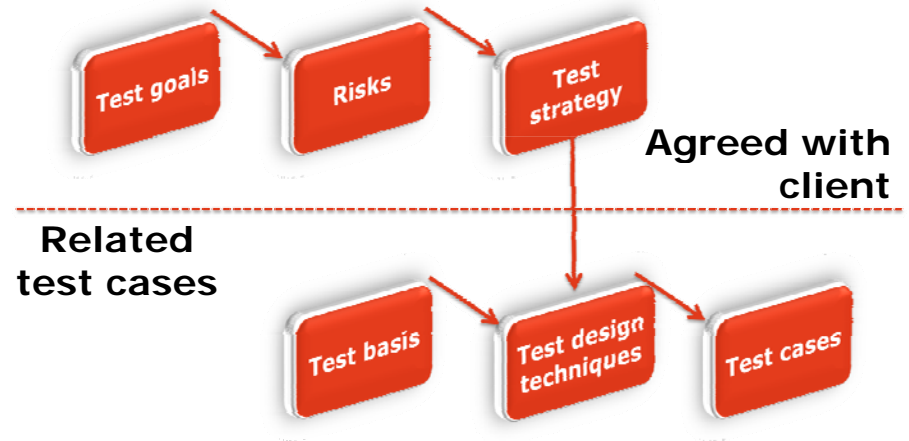 Test goals
Risks
Test
strategy
Agreed with
client
Related
test cases
Test basis
Test design
techniques
Test cases